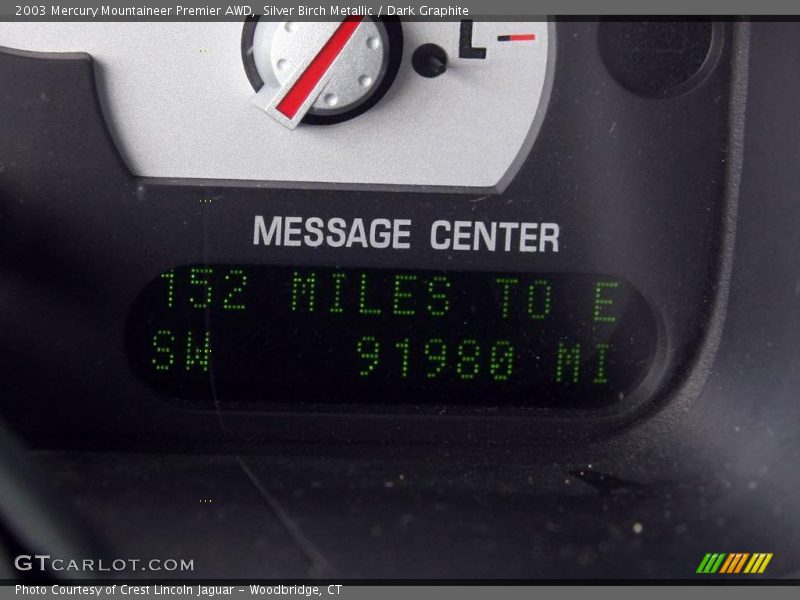 2003 Mercury Mountaineer Premier AWD,  Silver Birch Metallic / Dark Graphite
L
MESSAGE CENTER
152 MILES TO E
SW 91980 MI
GTCARLOT.COM
Photo Courtesy of Crest Lincoln Jaguar - Woodbridge, CT